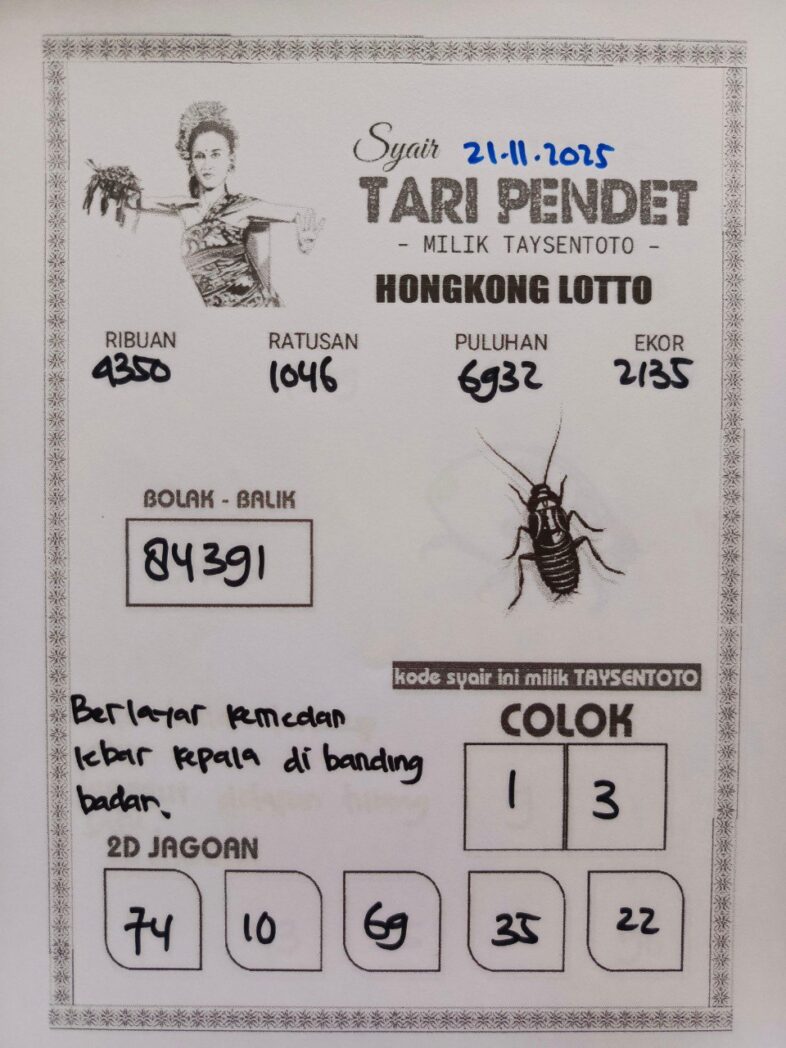 Syair 21.11.2025
TARI PENDET
- MILIK TAYSENTOTO -
HONGKONG LOTTO
RIBUAN RATUSAN PULUHAN EKOR
4350 1046 6932 2135
BOLAK - BALIK
84391
kode syair ini milik TAYSENTOTO
Berlayar kemedan
lebar kepala di banding
badan.
COLOK
1 3
2D JAGOAN
74 10 69 35 22